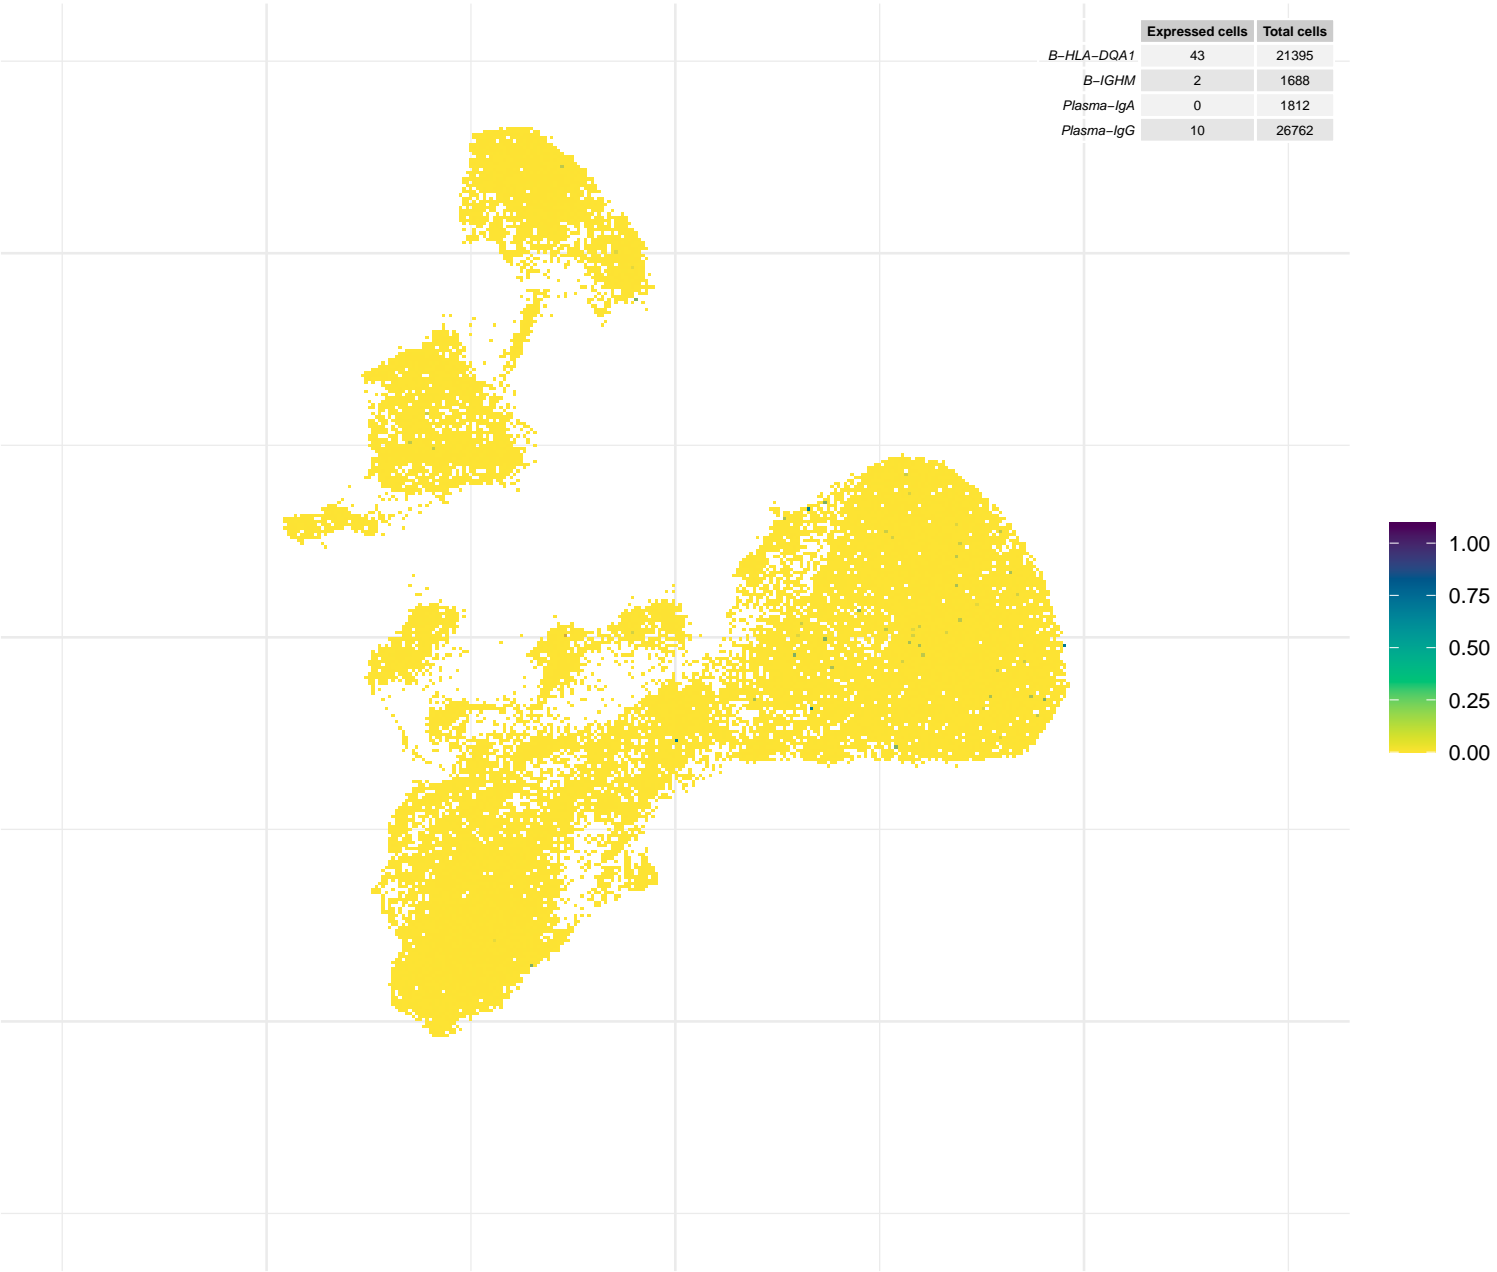 Expressed cells Total cells
B−HLA−DQA1 43 21395
B−IGHM 2 1688
Plasma−IgA 0 1812
Plasma−IgG 10 26762
1.00
0.75
0.50
0.25
0.00